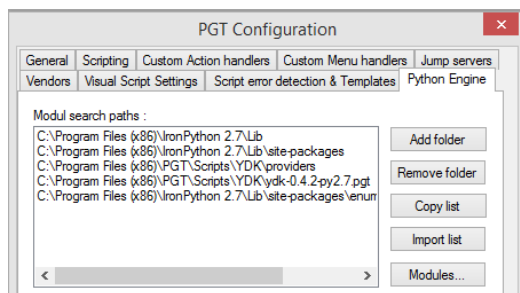 PGT Configuration
General Scripting Custom Action handlers Custom Menu handlers Jump servers
Vendors Visual Script Settings Script error detection & Templates Python Engine
Modul search paths :
C:\Program Files (x86)\IronPython 2.7\Lib
C:\Program Files (x86)\IronPython 2.7\Lib\site-packages
C:\Program Files (x86)\PGT\Scripts\YDK\providers
C:\Program Files (x86)\PGT\Scripts\YDK\ydk-0.4.2-py2.7.pgt
C:\Program Files (x86)\IronPython 2.7\Lib\site-packages\enum
Add folder
Remove folder
Copy list
Import list
Modules...